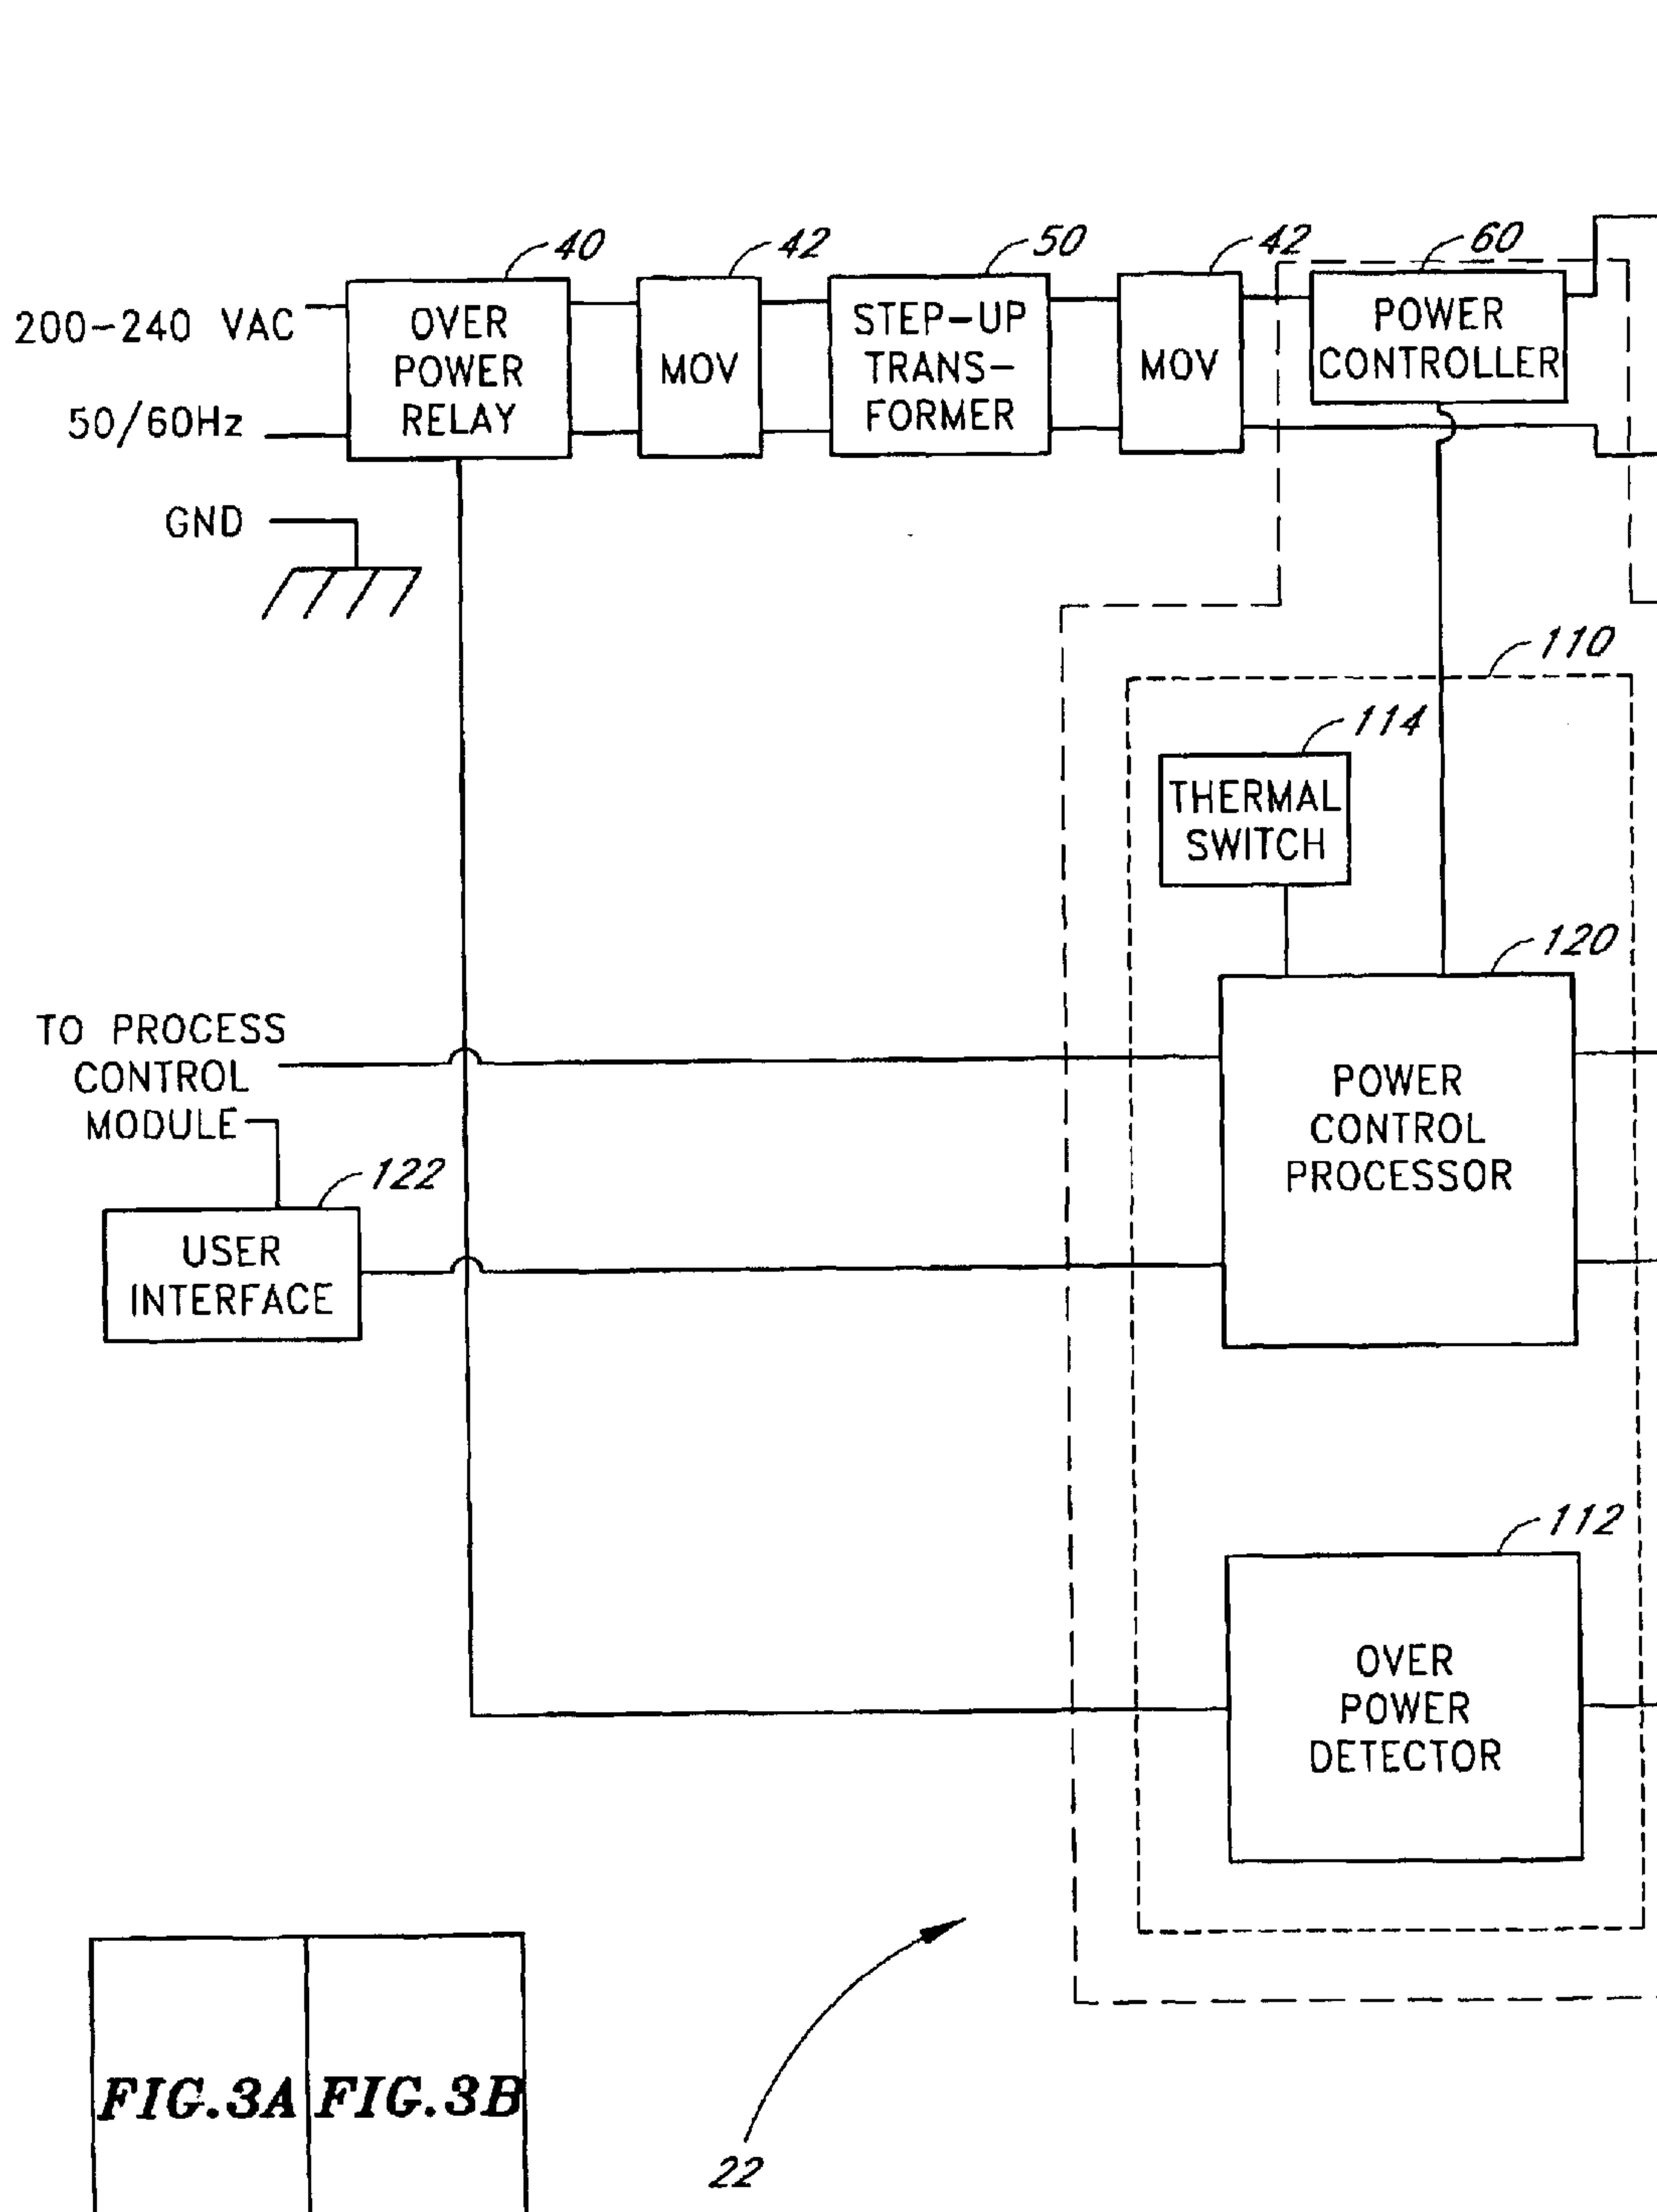 40
42
50
42
60
200-240 VAC
50/60Hz
GND
OVER
POWER
RELAY
MOV
STEP-UP
TRANS-
FORMER
MOV
POWER
CONTROLLER
110
114
THERMAL
SWITCH
120
TO PROCESS
CONTROL
MODULE
POWER
CONTROL
PROCESSOR
122
USER
INTERFACE
112
OVER
POWER
DETECTOR
FIG.3A
FIG.3B
22